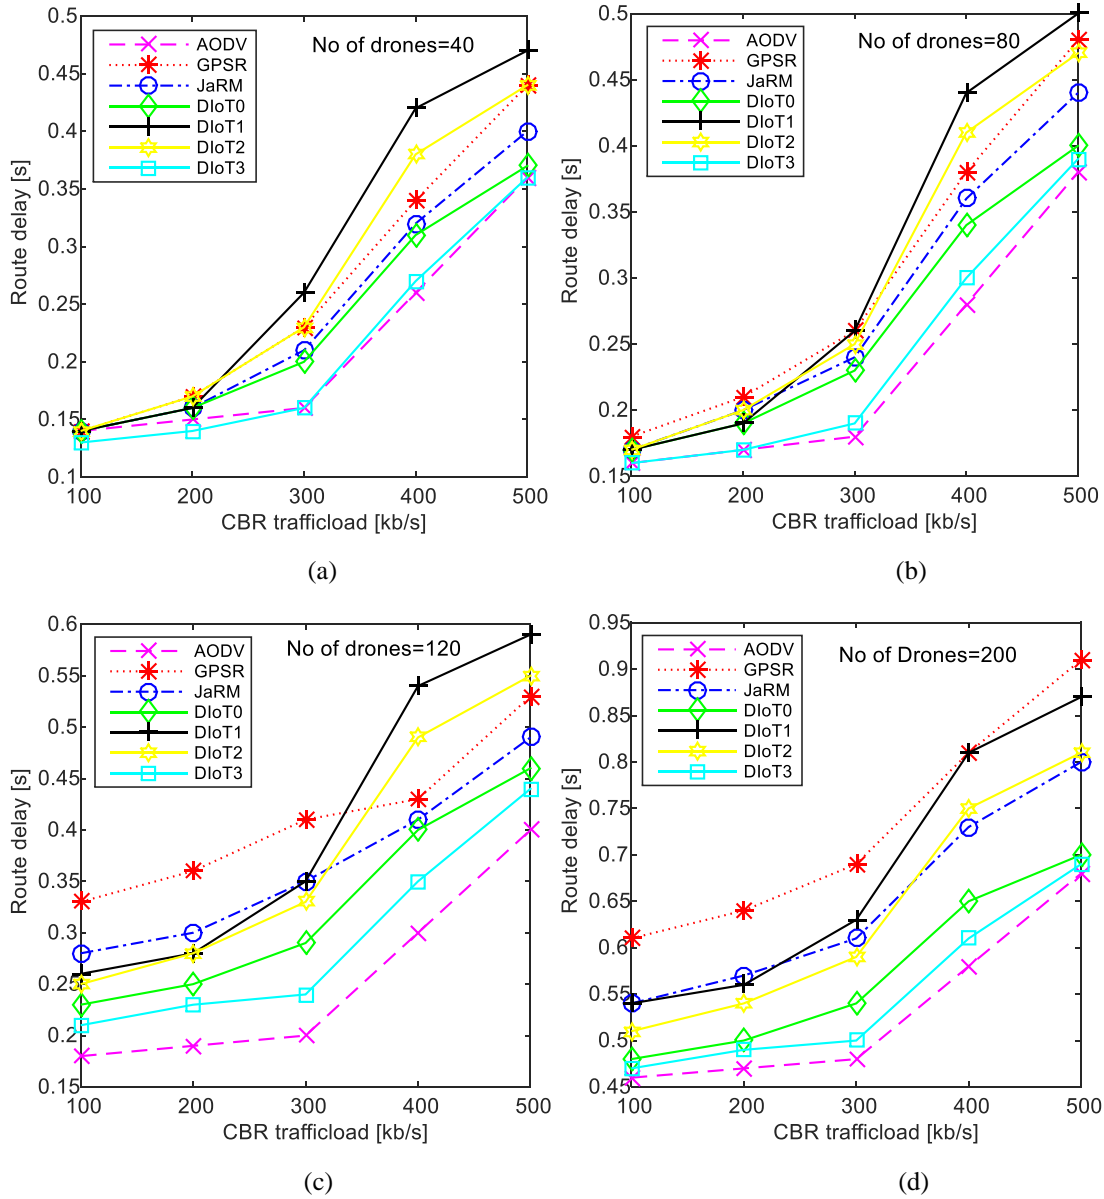 0.5
0.45
0.4
0.35
0.3
0.25
0.2
0.15
0.1
Route delay [s]
AODV
GPSR
JaRM
DIoT0
DIoT1
DIoT2
DIoT3
No of drones=40
100 200 300 400 500
CBR trafficload [kb/s]
(a)
0.5
0.45
0.4
0.35
0.3
0.25
0.2
0.15
Route delay [s]
AODV
GPSR
JaRM
DIoT0
DIoT1
DIoT2
DIoT3
No of drones=80
100 200 300 400 500
CBR trafficload [kb/s]
(b)
0.6
0.55
0.5
0.45
0.4
0.35
0.3
0.25
0.2
0.15
Route delay [s]
AODV
GPSR
JaRM
DIoT0
DIoT1
DIoT2
DIoT3
No of drones=120
100 200 300 400 500
CBR trafficload [kb/s]
(c)
0.95
0.9
0.85
0.8
0.75
0.7
0.65
0.6
0.55
0.5
0.45
Route delay [s]
AODV
GPSR
JaRM
DIoT0
DIoT1
DIoT2
DIoT3
No of Drones=200
100 200 300 400 500
CBR trafficload [kb/s]
(d)